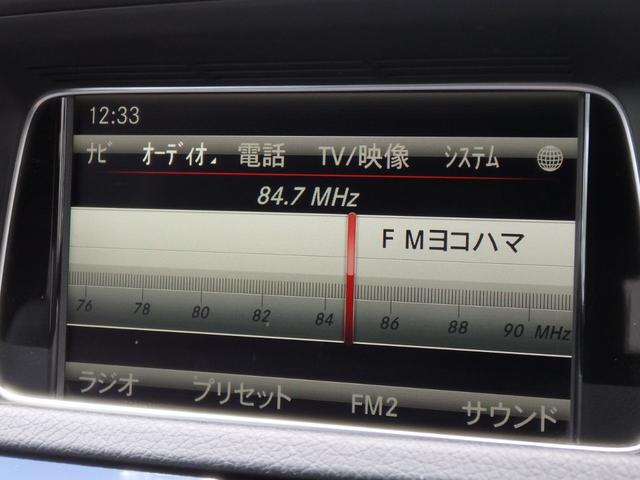 12:33
ナビ オーディオ 電話 TV/映像 システム
84.7 MHz
FMヨコハマ
76 78 80 82 84 86 88 90 MHz
ラジオ プリセット FM2 サウンド